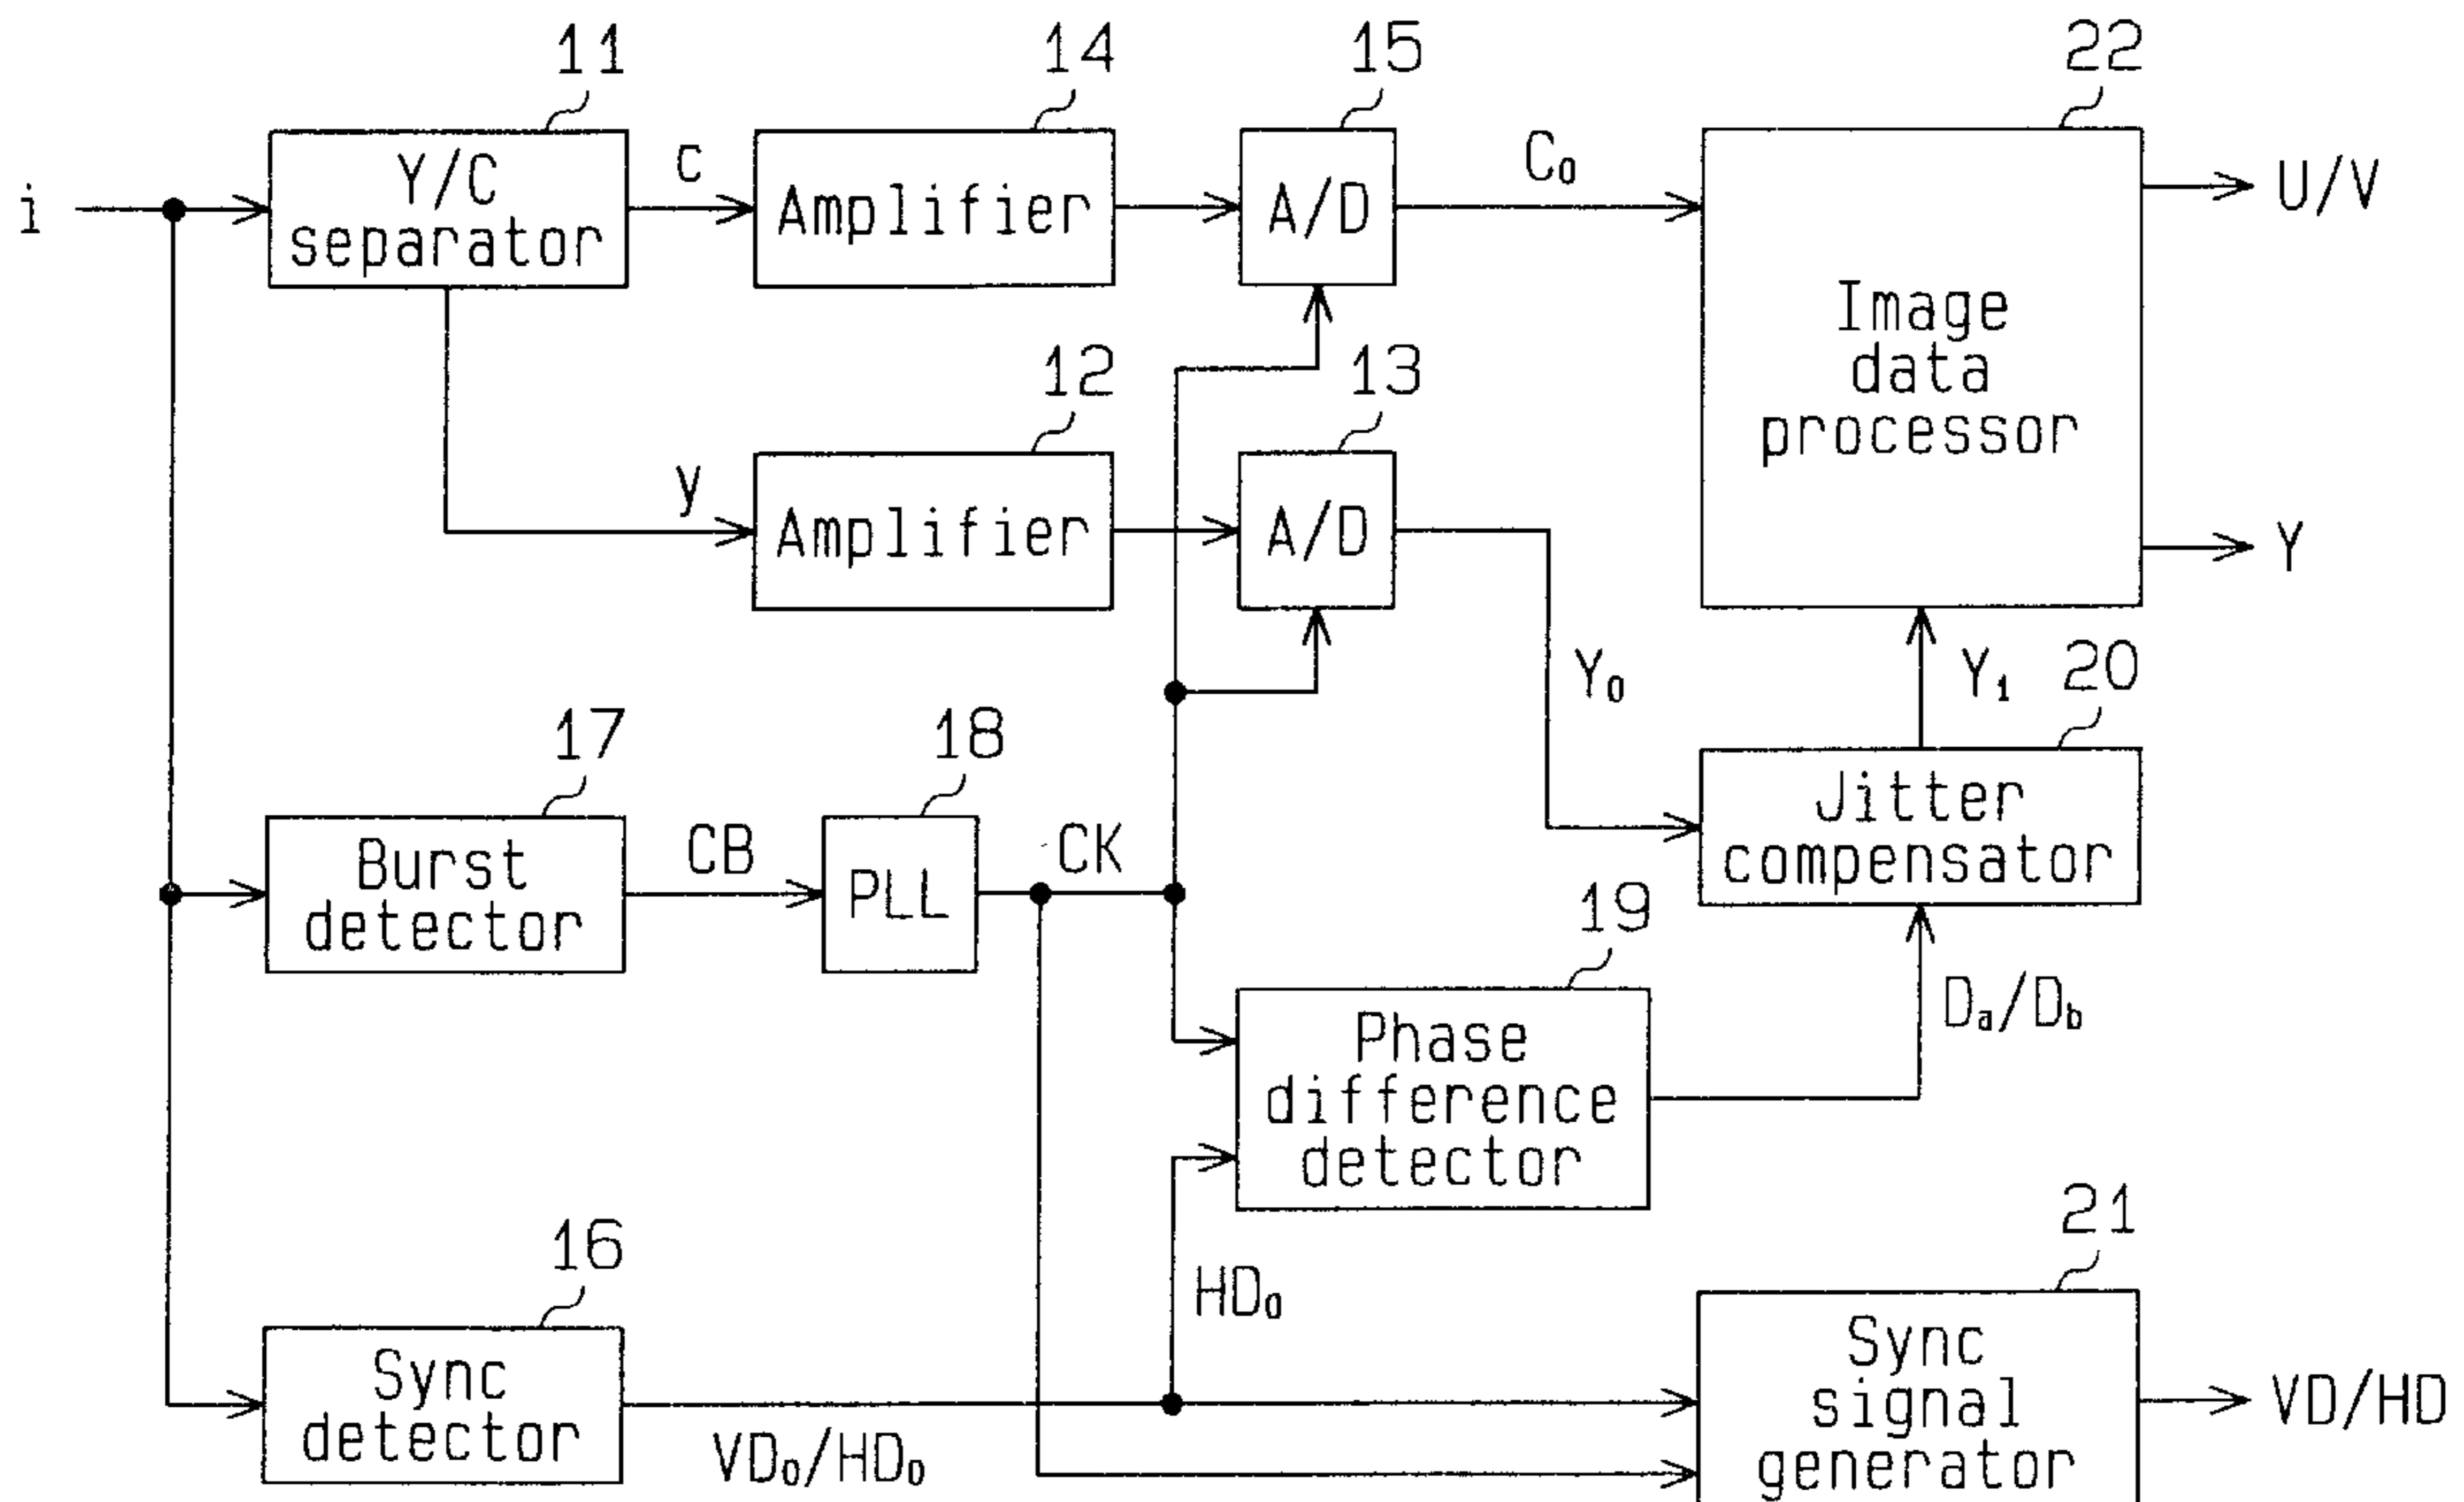 11
14
15
22
i
Y/C
separator
c
Amplifier
A/D
C₀
U/V
Image
data
processor
12
13
y
Amplifier
A/D
Y
Y₀
Y₁
20
17
18
Burst
detector
CB
PLL
CK
Jitter
compensator
19
Phase
difference
detector
Dₐ/D_b
16
21
HD₀
Sync
detector
VD₀/HD₀
Sync
signal
generator
VD/HD